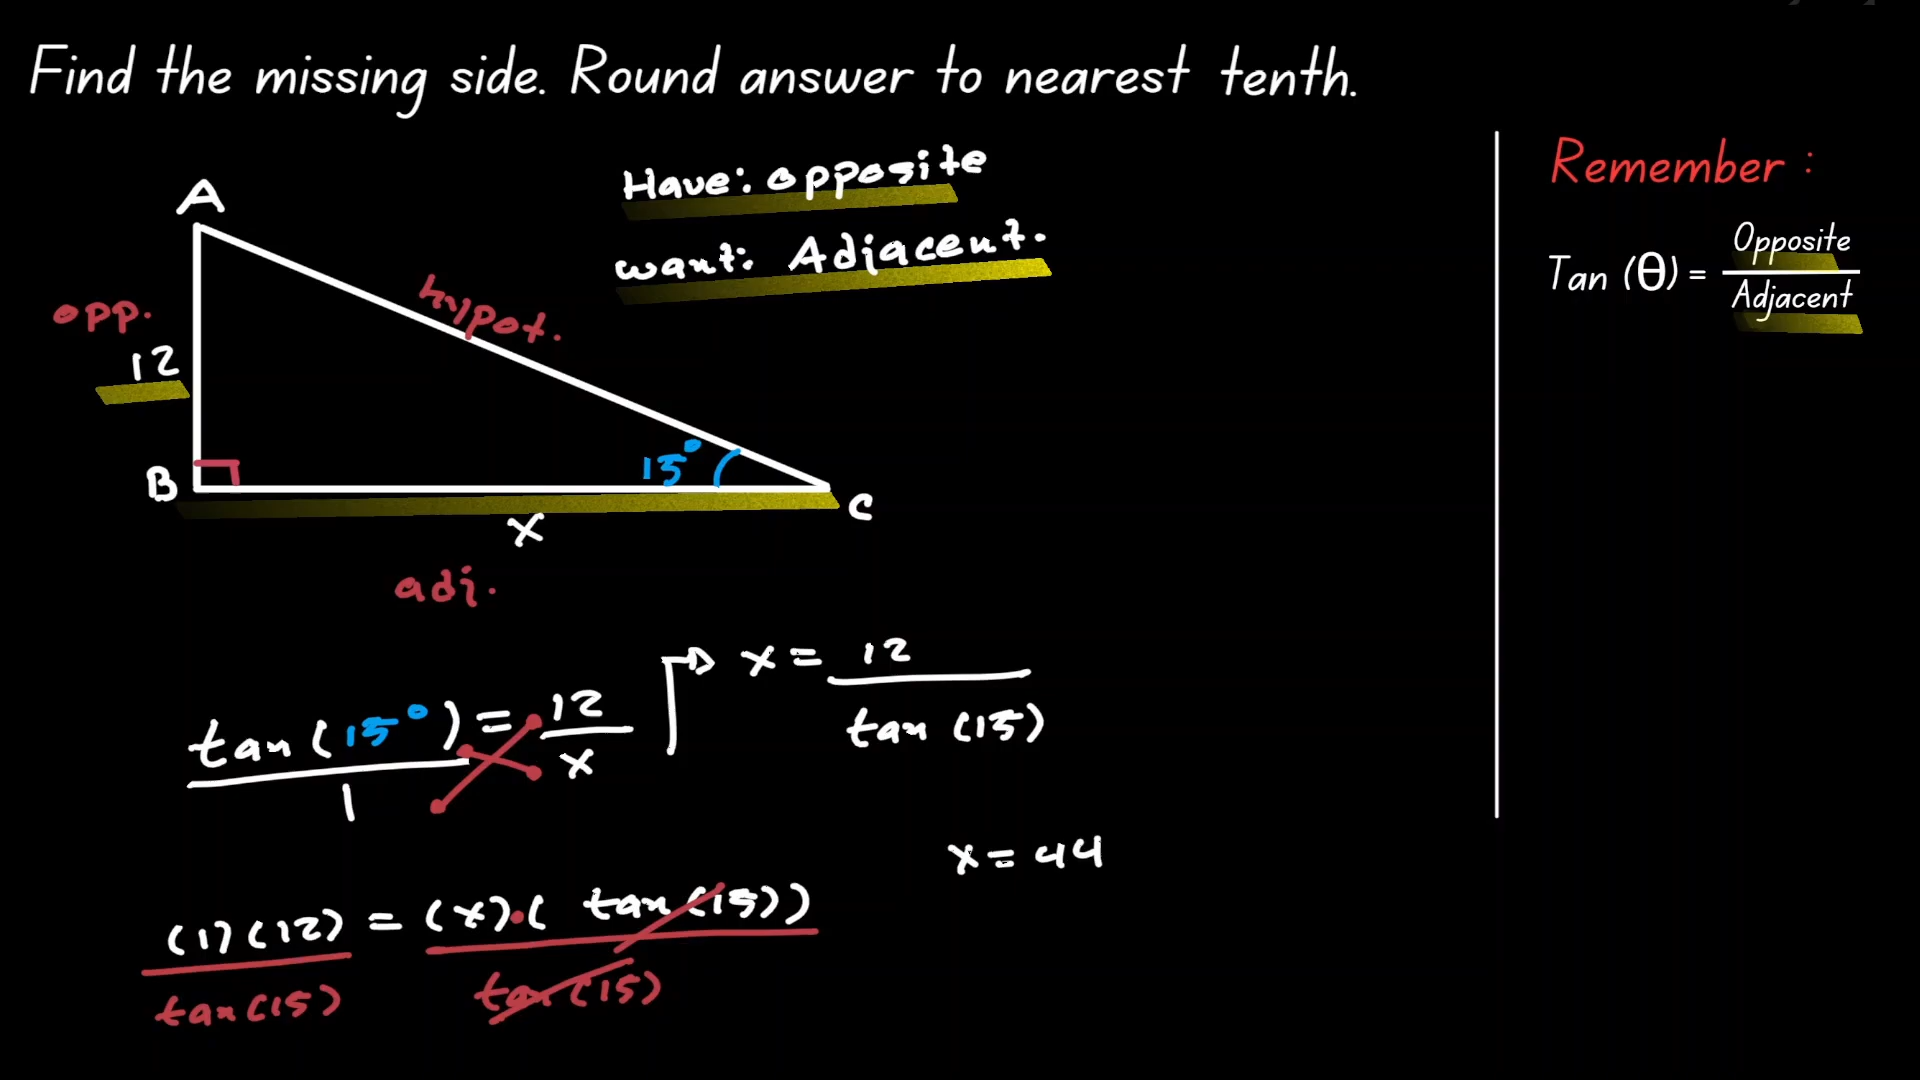 Find the missing side. Round answer to nearest tenth.
Remember :
Tan (θ) = Opposite / Adjacent
Have: opposite
want: Adjacent.
A
opp.
12
hypot.
B
15°
C
x
adj.
tan(15°) / 1 = 12 / x
x = 12 / tan(15)
x = 44
(1)(12) = (x)·( tan(15))
tan(15) tan(15)